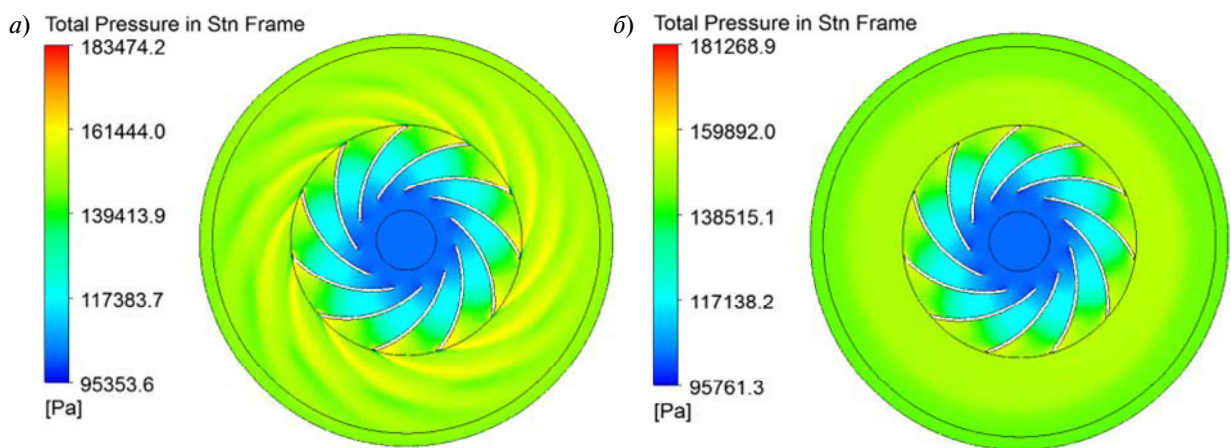 а) Total Pressure in Stn Frame
183474.2
161444.0
139413.9
117383.7
95353.6
[Pa]
б) Total Pressure in Stn Frame
181268.9
159892.0
138515.1
117138.2
95761.3
[Pa]